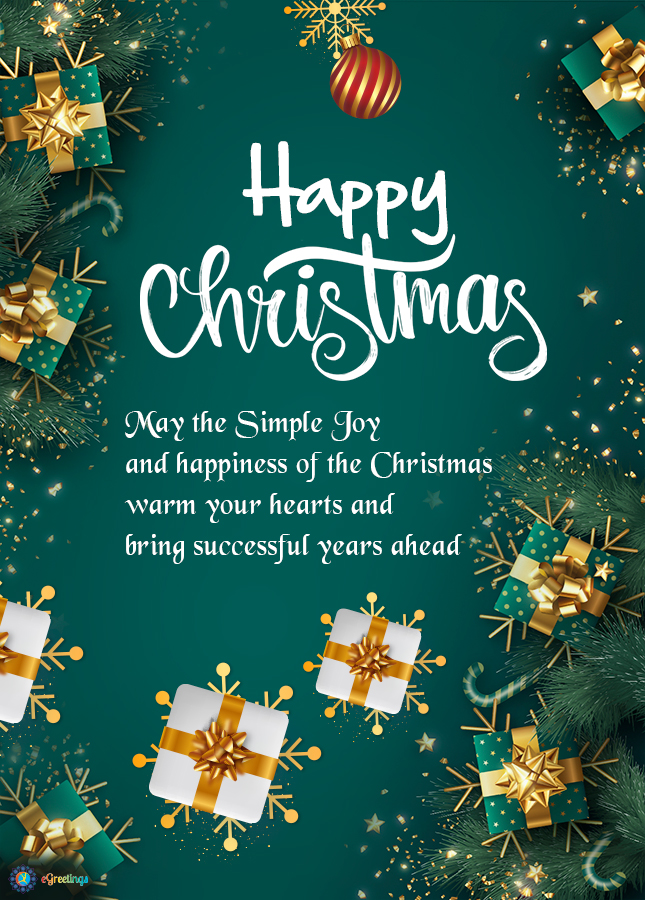 Happy
Christmas
May the Simple Joy
and happiness of the Christmas
warm your hearts and
bring successful years ahead
eGreetings